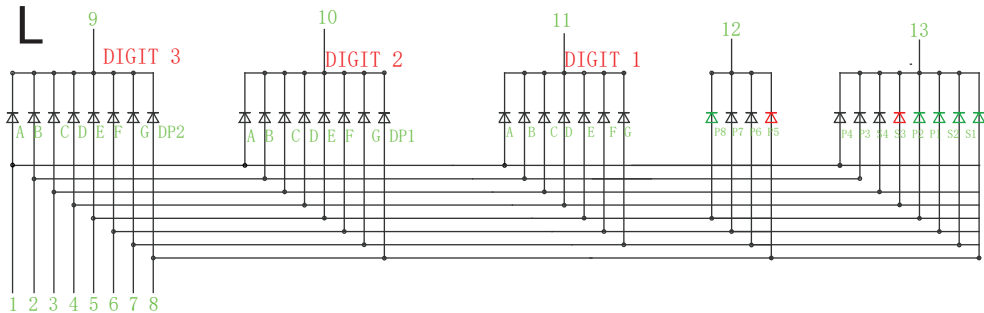 L
9 10 11 12 13
DIGIT 3 DIGIT 2 DIGIT 1
A B C D E F G DP2 A B C D E F G DP1 A B C D E F G P8 P7 P6 P5 P4 P3 S4 S3 P2 P1 S2 S1
1 2 3 4 5 6 7 8